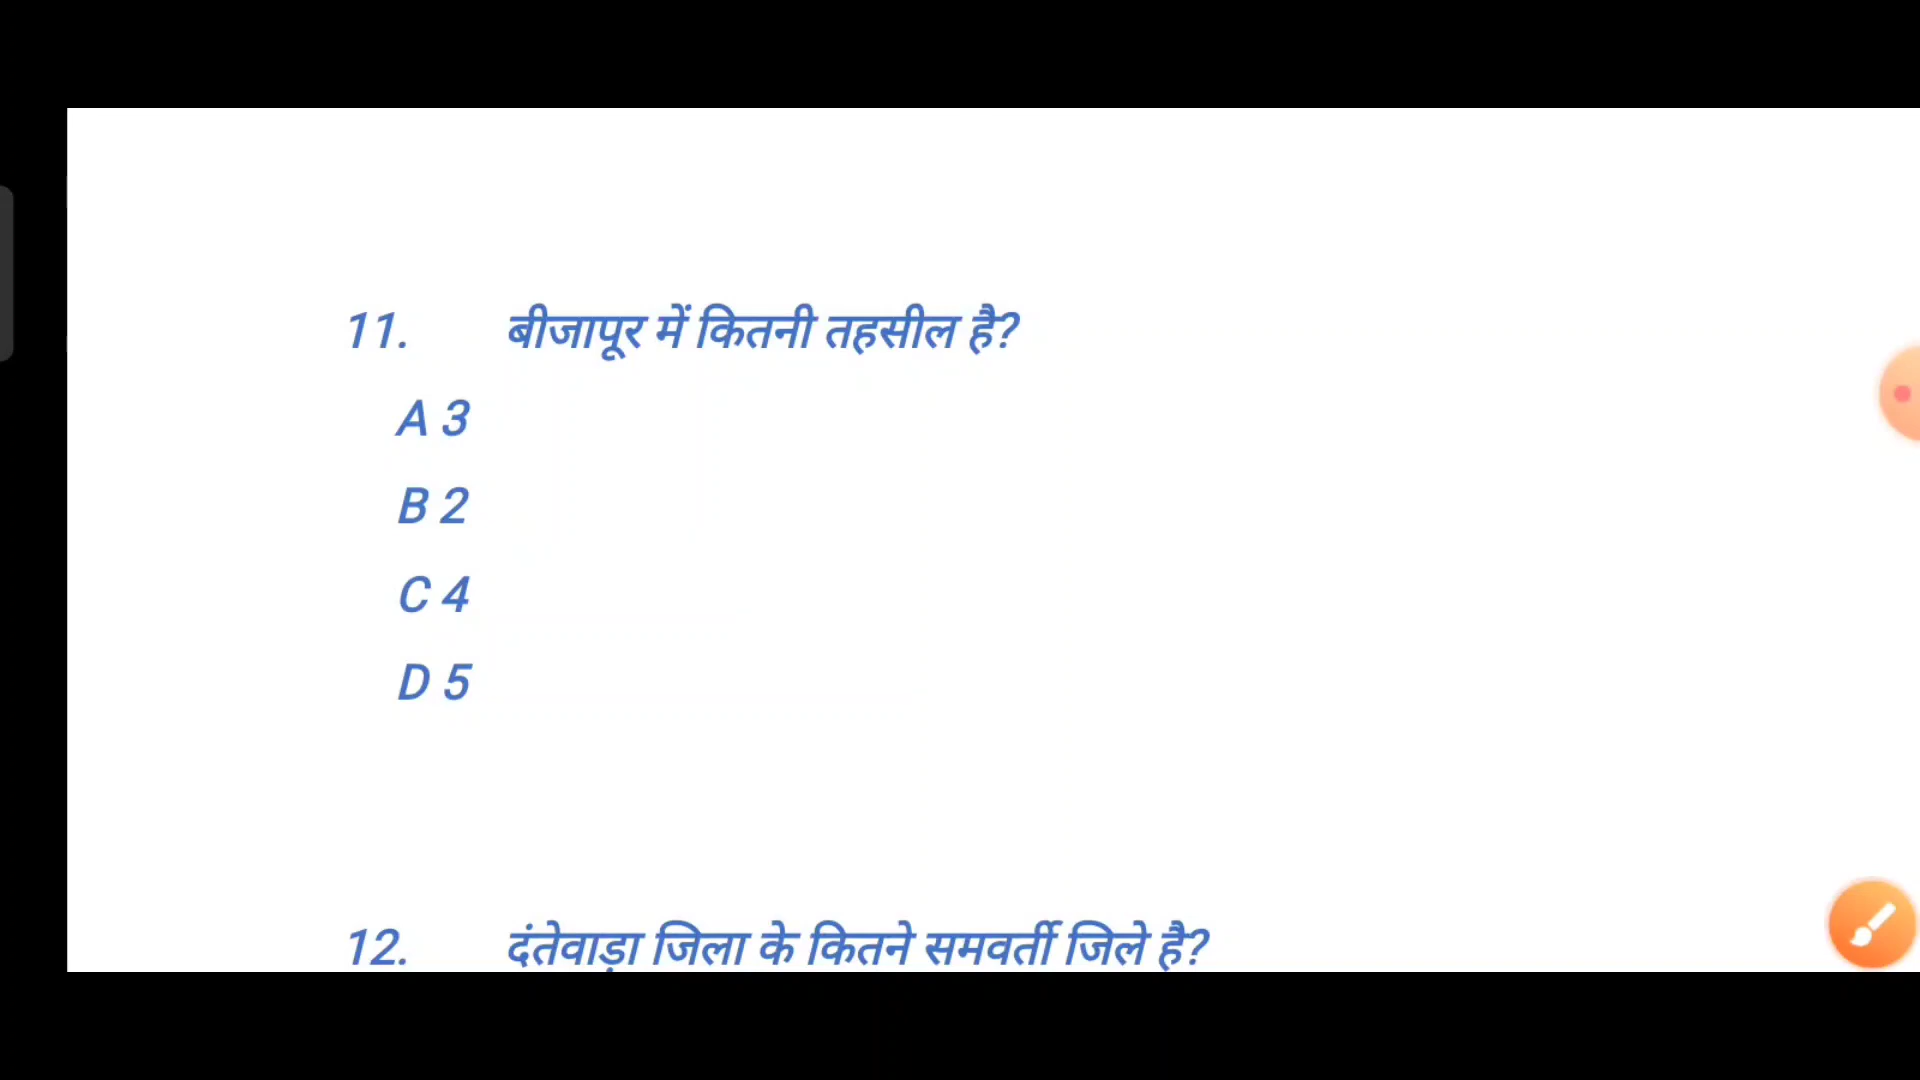 11. बीजापूर में कितनी तहसील है?
A 3
B 2
C 4
D 5
12. दंतेवाड़ा जिला के कितने समवर्ती जिले है?